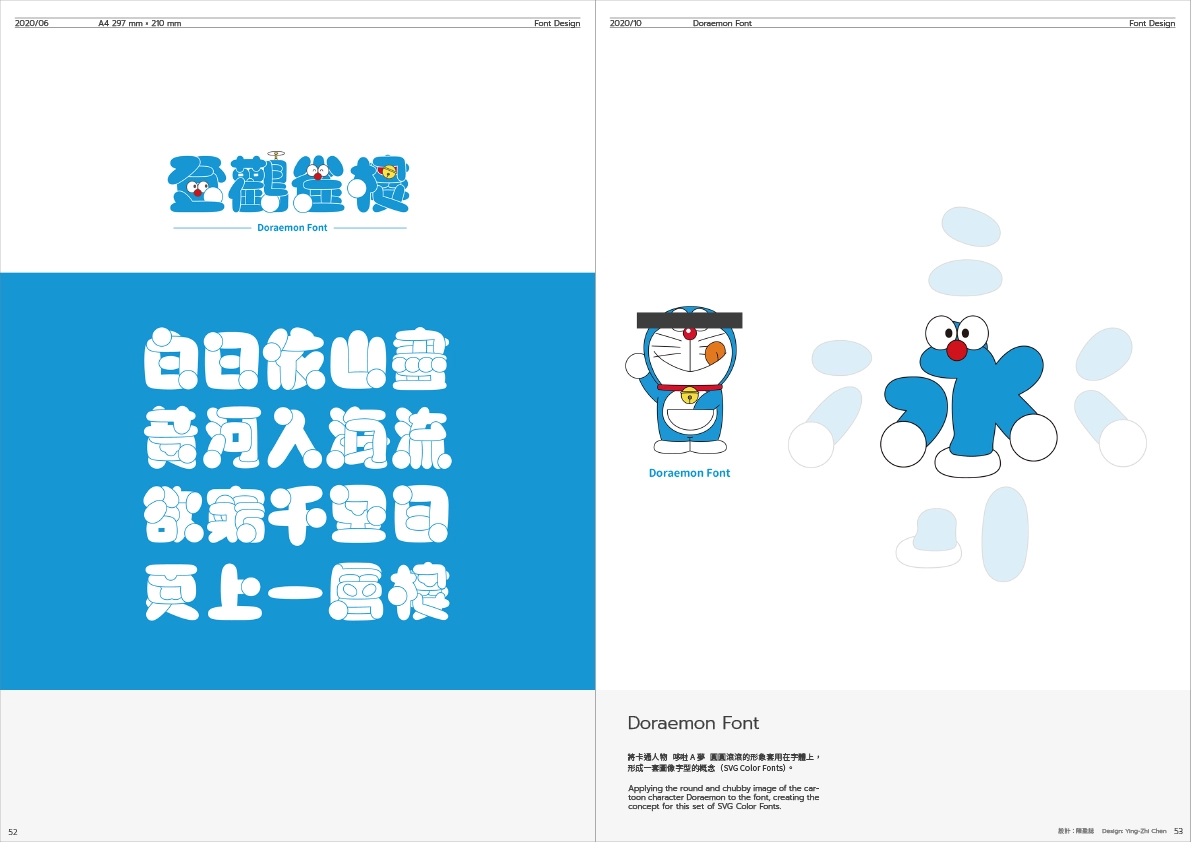 2020/06 A4 297 mm * 210 mm Font Design
登鸛雀樓
Doraemon Font
白日依山盡
黃河入海流
欲窮千里目
更上一層樓
52
2020/10 Doraemon Font Font Design
Doraemon Font
Doraemon Font
將卡通人物 哆啦A夢 圓圓滾滾的形象套用在字體上，
形成一套圖像字型的概念（SVG Color Fonts）。
Applying the round and chubby image of the car-
toon character Doraemon to the font, creating the
concept for this set of SVG Color Fonts.
設計：陳 Design: Ying-Zhi Chen 53